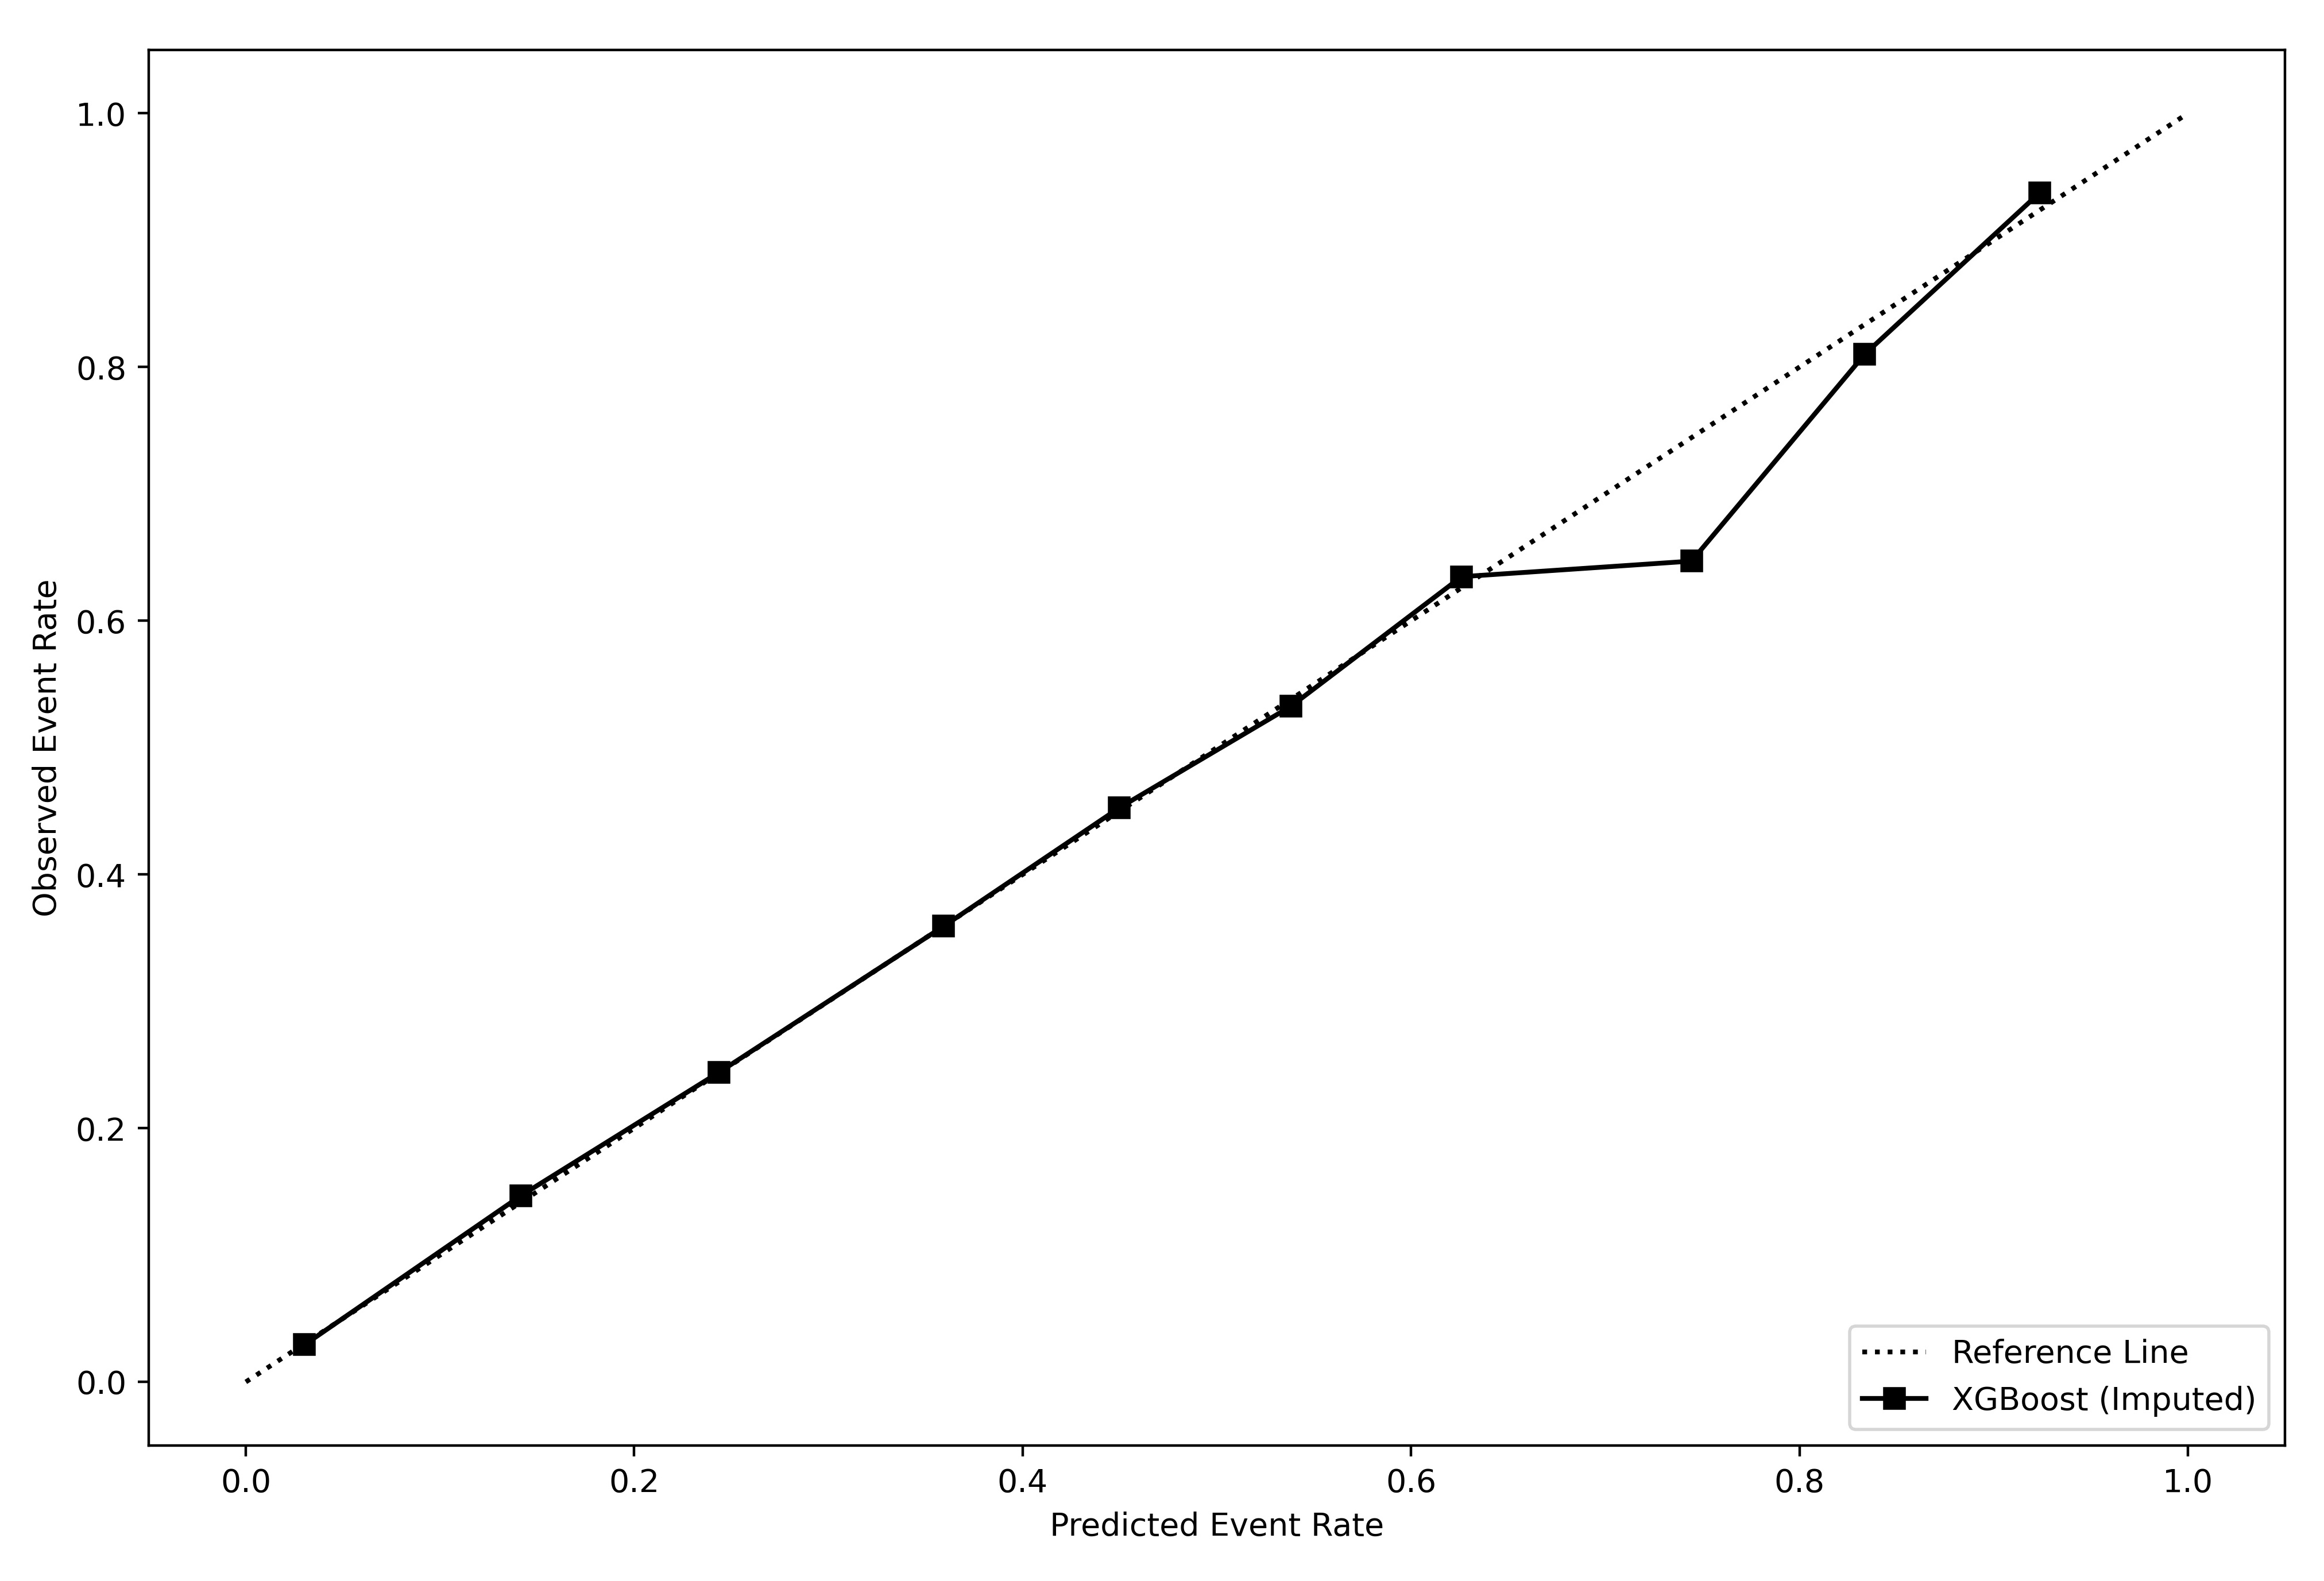 1.0
0.8
0.6
0.4
0.2
0.0
Observed Event Rate
0.0 0.2 0.4 0.6 0.8 1.0
Predicted Event Rate
Reference Line
XGBoost (Imputed)